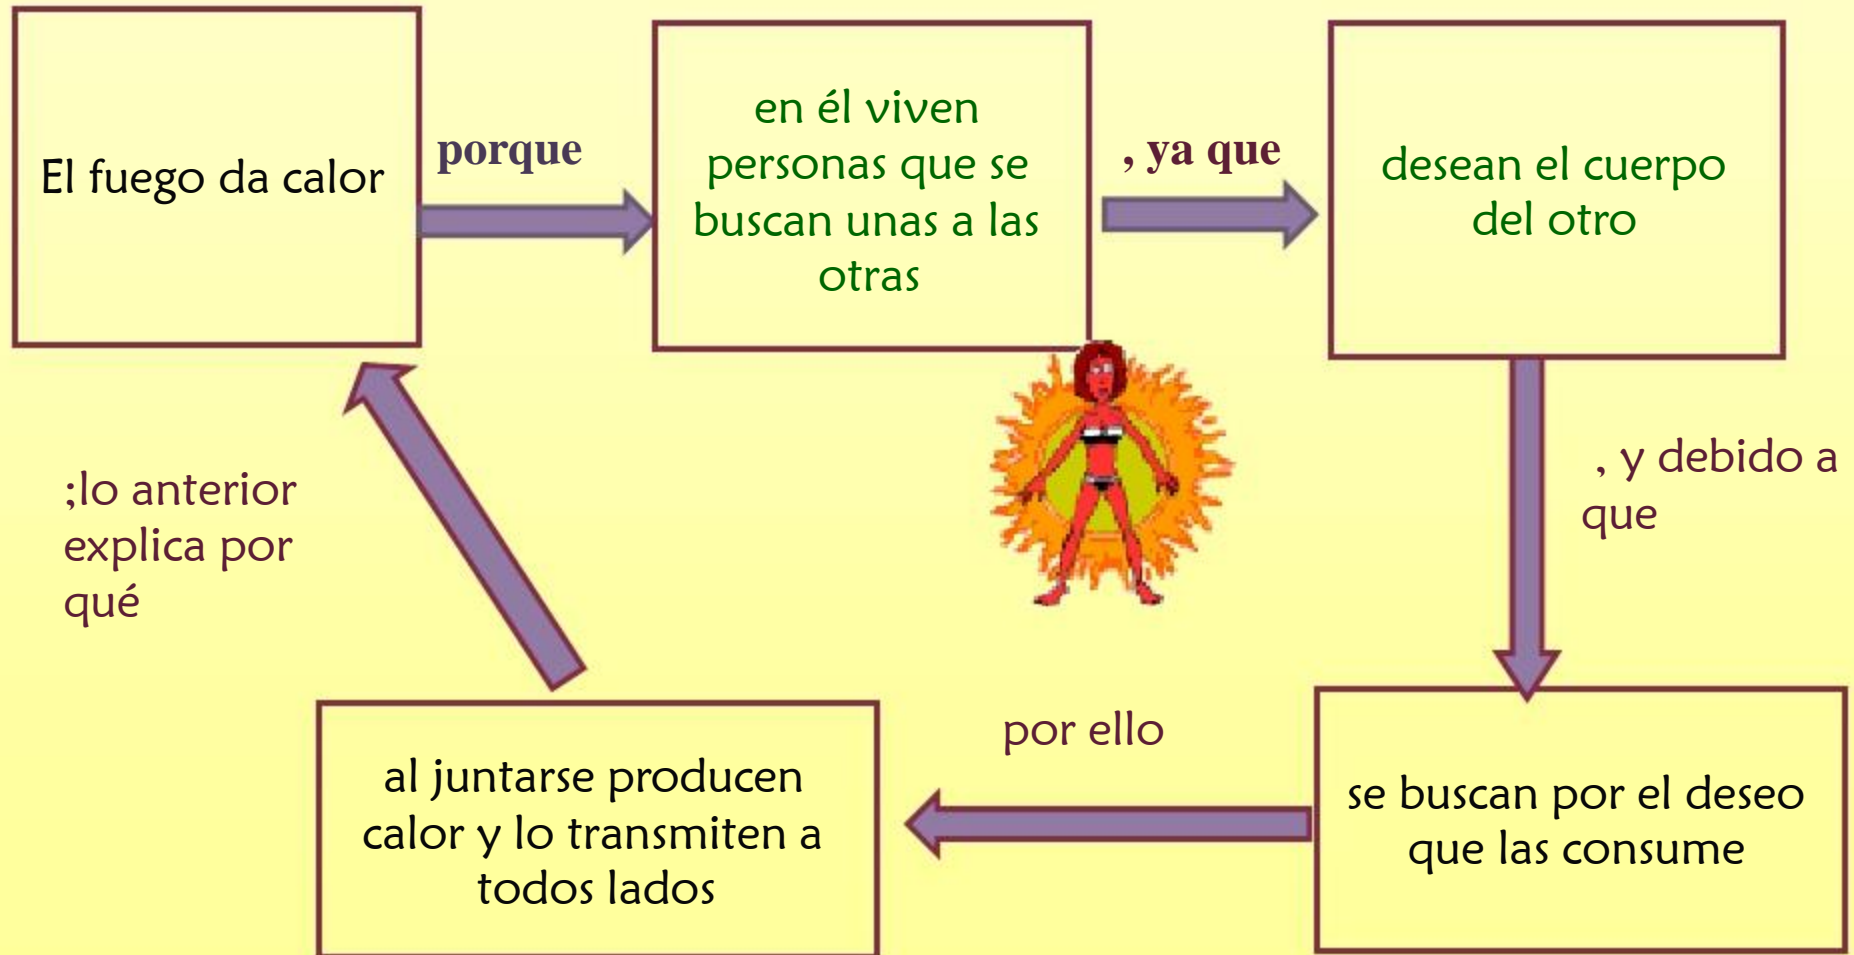 El fuego da calor
porque
en él viven
personas que se
buscan unas a las
otras
, ya que
desean el cuerpo
del otro
, y debido a
que
se buscan por el deseo
que las consume
por ello
al juntarse producen
calor y lo transmiten a
todos lados
;lo anterior
explica por
qué